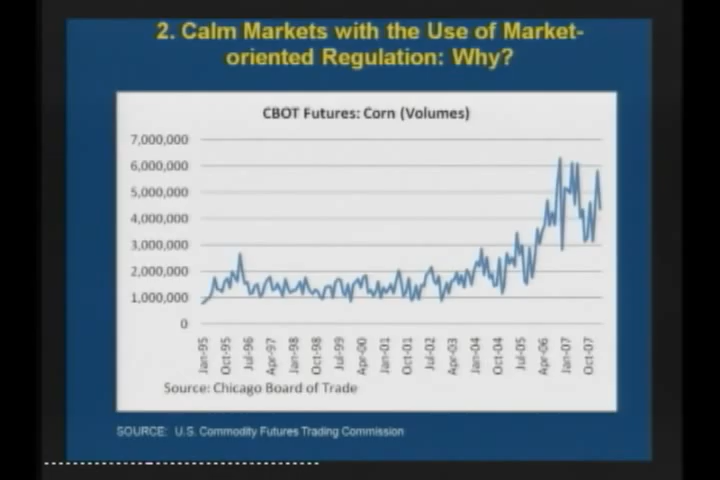 2. Calm Markets with the Use of Market-
oriented Regulation: Why?
CBOT Futures: Corn (Volumes)
7,000,000
6,000,000
5,000,000
4,000,000
3,000,000
2,000,000
1,000,000
0
Jan-95
Oct-95
Jul-96
Apr-97
Jan-98
Oct-98
Jul-99
Apr-00
Jan-01
Oct-01
Jul-02
Apr-03
Jan-04
Oct-04
Jul-05
Apr-06
Jan-07
Oct-07
Source: Chicago Board of Trade
SOURCE: U.S. Commodity Futures Trading Commission